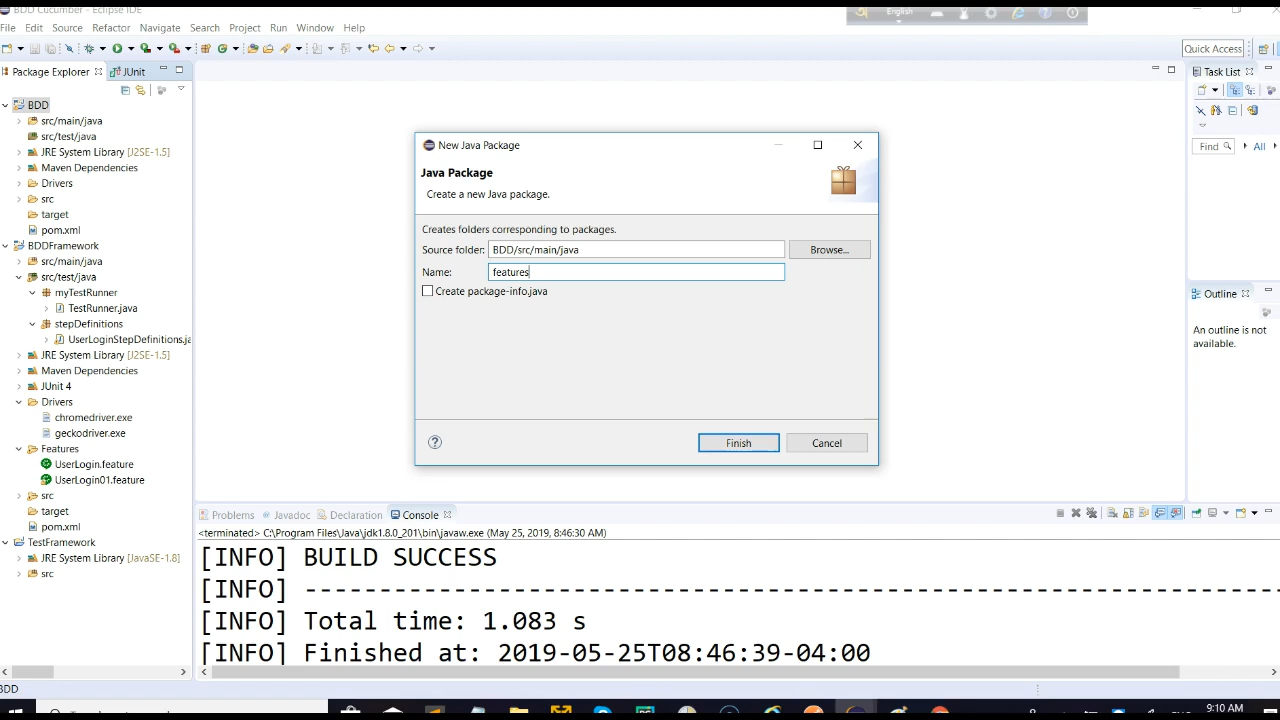 BDD Cucumber - Eclipse IDE
English
File Edit Source Refactor Navigate Search Project Run Window Help
Quick Access
Package Explorer
JUnit
BDD
src/main/java
src/test/java
JRE System Library [J2SE-1.5]
Maven Dependencies
Drivers
src
target
pom.xml
BDDFramework
src/main/java
src/test/java
myTestRunner
TestRunner.java
stepDefinitions
UserLoginStepDefinitions.ja
JRE System Library [J2SE-1.5]
Maven Dependencies
JUnit 4
Drivers
chromedriver.exe
geckodriver.exe
Features
UserLogin.feature
UserLogin01.feature
src
target
pom.xml
TestFramework
JRE System Library [JavaSE-1.8]
src
New Java Package
Java Package
Create a new Java package.
Creates folders corresponding to packages.
Source folder: BDD/src/main/java Browse...
Name: features
Create package-info.java
Finish Cancel
Task List
Find All
Outline
An outline is not
available.
Problems Javadoc Declaration Console
<terminated> C:\Program Files\Java\jdk1.8.0_201\bin\javaw.exe (May 25, 2019, 8:46:30 AM)
[INFO] BUILD SUCCESS
[INFO] ------------------------------------------------------------------
[INFO] Total time: 1.083 s
[INFO] Finished at: 2019-05-25T08:46:39-04:00
BDD
9:10 AM